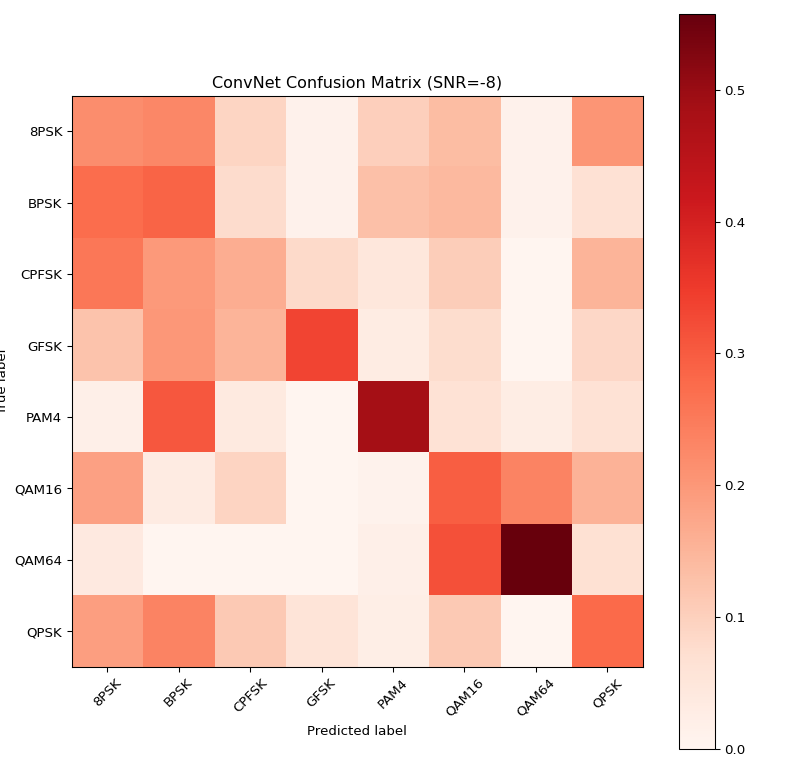 ConvNet Confusion Matrix (SNR=-8)
8PSK
BPSK
CPFSK
GFSK
PAM4
QAM16
QAM64
QPSK
8PSK
BPSK
CPFSK
GFSK
PAM4
QAM16
QAM64
QPSK
Predicted label
0.5
0.4
0.3
0.2
0.1
0.0
label